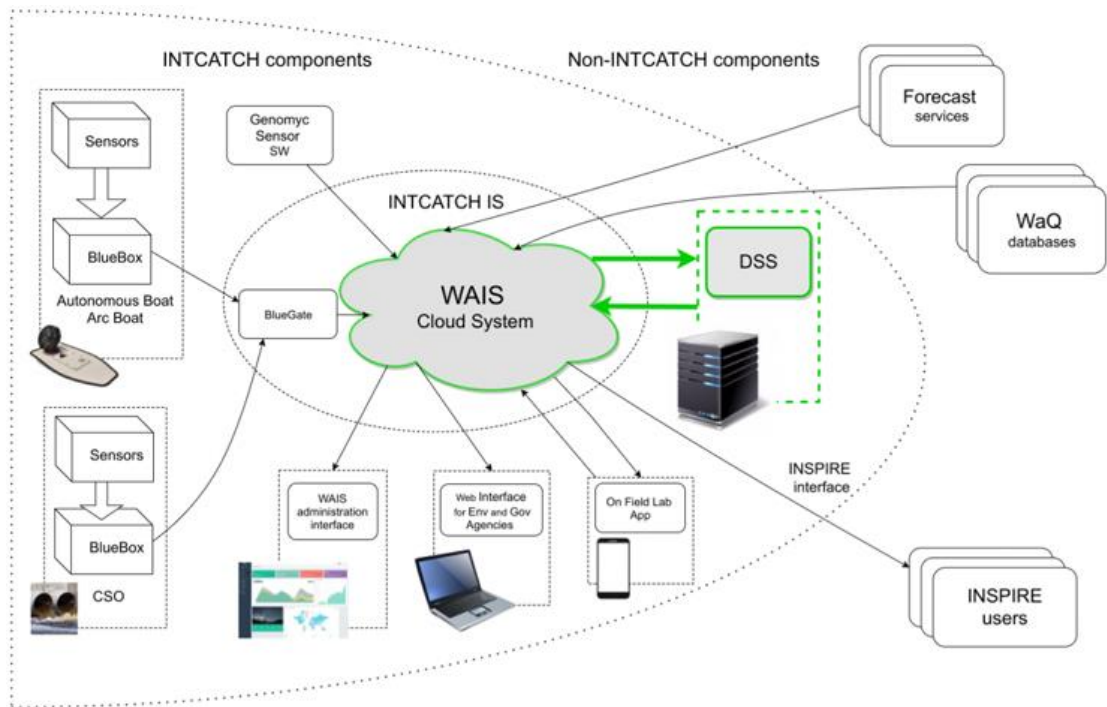 INTCATCH components
Non-INTCATCH components
Sensors
BlueBox
Autonomous Boat
Arc Boat
Genomyc
Sensor
SW
Forecast
services
WaQ
databases
INTCATCH IS
WAIS
Cloud System
DSS
BlueGate
Sensors
BlueBox
CSO
WAIS
administration
interface
Web Interface
for Env and Gov
Agencies
On Field Lab
App
INSPIRE
interface
INSPIRE
users